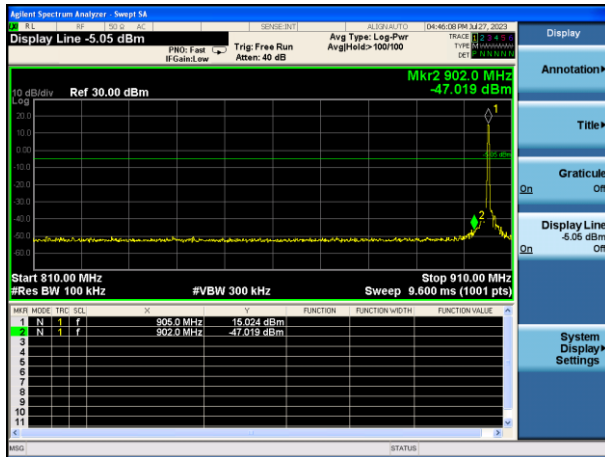 Agilent Spectrum Analyzer - Swept SA
RL RF 50 Ω AC SENSE:INT ALIGNAUTO 04:46:08 PM Jul 27, 2023
Display Line -5.05 dBm
PNO: Fast
IFGain:Low
Trig: Free Run
Atten: 40 dB
Avg Type: Log-Pwr
Avg|Hold:>100/100
TRACE 1 2 3 4 5 6
TYPE M
DET P N N N N N
Mkr2 902.0 MHz
-47.019 dBm
10 dB/div Ref 30.00 dBm
Log
20.0
10.0
0.00
-10.0
-20.0
-30.0
-40.0
-50.0
-60.0
1
-5.05 dBm
2
Start 810.00 MHz Stop 910.00 MHz
#Res BW 100 kHz #VBW 300 kHz Sweep 9.600 ms (1001 pts)
MKR MODE TRC SCL X Y FUNCTION FUNCTION WIDTH FUNCTION VALUE
1 N 1 f 905.0 MHz 15.024 dBm
2 N 1 f 902.0 MHz -47.019 dBm
3
4
5
6
7
8
9
10
11
MSG STATUS
Display
Annotation
Title
Graticule
On Off
Display Line
-5.05 dBm
On Off
System
Display
Settings